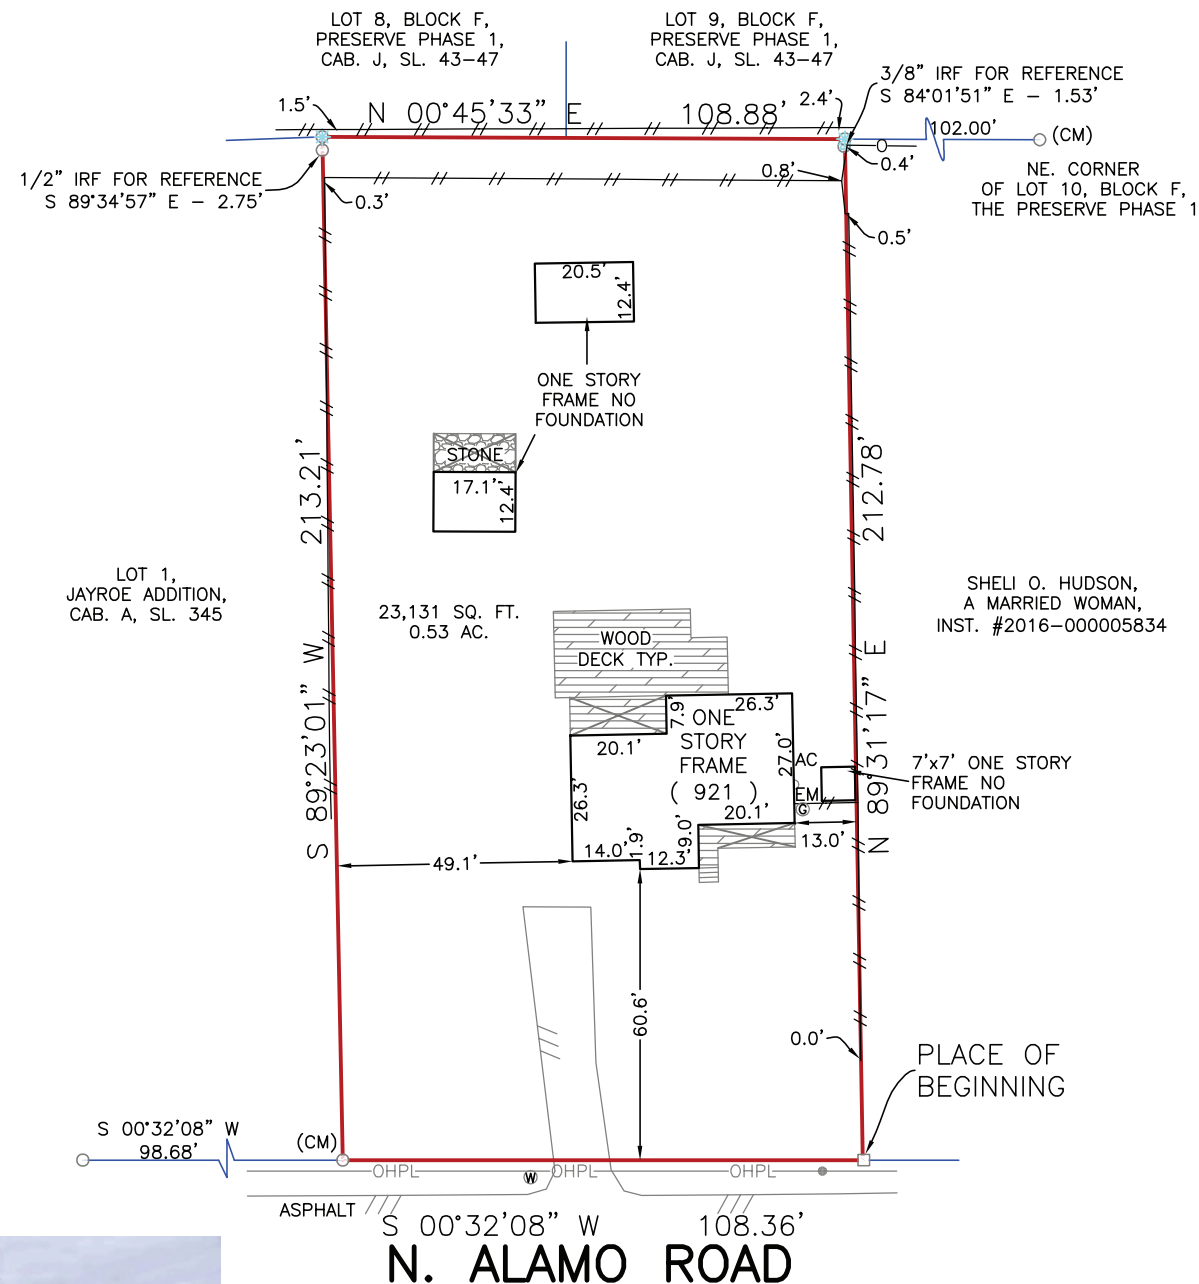 LOT 8, BLOCK F,
PRESERVE PHASE 1,
CAB. J, SL. 43-47
LOT 9, BLOCK F,
PRESERVE PHASE 1,
CAB. J, SL. 43-47
3/8" IRF FOR REFERENCE
S 84°01'51" E - 1.53'
1.5'
N 00°45'33" E 108.88'
2.4'
102.00'
(CM)
0.4'
NE. CORNER
OF LOT 10, BLOCK F,
THE PRESERVE PHASE 1
1/2" IRF FOR REFERENCE
S 89°34'57" E - 2.75'
0.3'
0.8'
0.5'
20.5'
12.4'
ONE STORY
FRAME NO
FOUNDATION
STONE
17.1'
12.4'
S 89°23'01" W 213.21'
N 89°31'17" E 212.78'
LOT 1,
JAYROE ADDITION,
CAB. A, SL. 345
23,131 SQ. FT.
0.53 AC.
SHELI O. HUDSON,
A MARRIED WOMAN,
INST. #2016-000005834
WOOD
DECK TYP.
26.3'
7.9'
ONE
STORY
FRAME
( 921 )
20.1'
27.0'
AC
EM
G
7'x7' ONE STORY
FRAME NO
FOUNDATION
26.3'
20.1'
9.0'
1.9'
14.0'
12.3'
13.0'
49.1'
60.6'
0.0'
PLACE OF
BEGINNING
S 00°32'08" W
98.68'
(CM)
OHPL
OHPL
OHPL
W
ASPHALT
S 00°32'08" W 108.36'
N. ALAMO ROAD